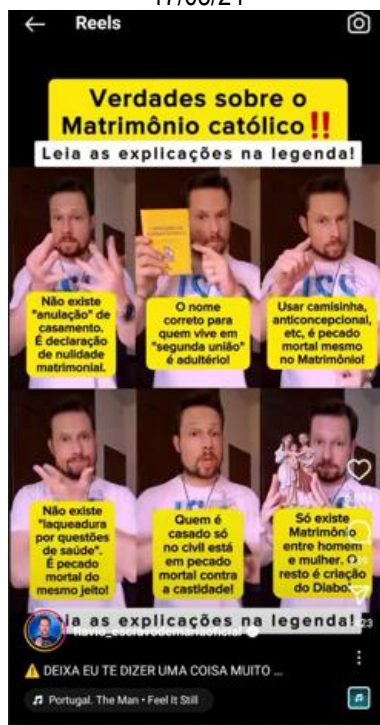 Reels
Verdades sobre o
Matrimônio católico‼️
Leia as explicações na legenda!
Não existe
"anulação" de
casamento.
É declaração
de nulidade
matrimonial.
O nome
correto para
quem vive em
"segunda união"
é adultério!
Usar camisinha,
anticoncepcional,
etc, é pecado
mortal mesmo
no Matrimônio!
Não existe
"laqueadura
por questões
de saúde".
É pecado
mortal do
mesmo jeito!
Quem é
casado só
no civil está
em pecado
mortal contra
a castidade!
Só existe
Matrimônio
entre homem
e mulher. O
resto é criação
do Diabo!
Leia as explicações na legenda!
flavio_escravodemariaoficial
⚠️ DEIXA EU TE DIZER UMA COISA MUITO ...
Portugal. The Man • Feel It Still